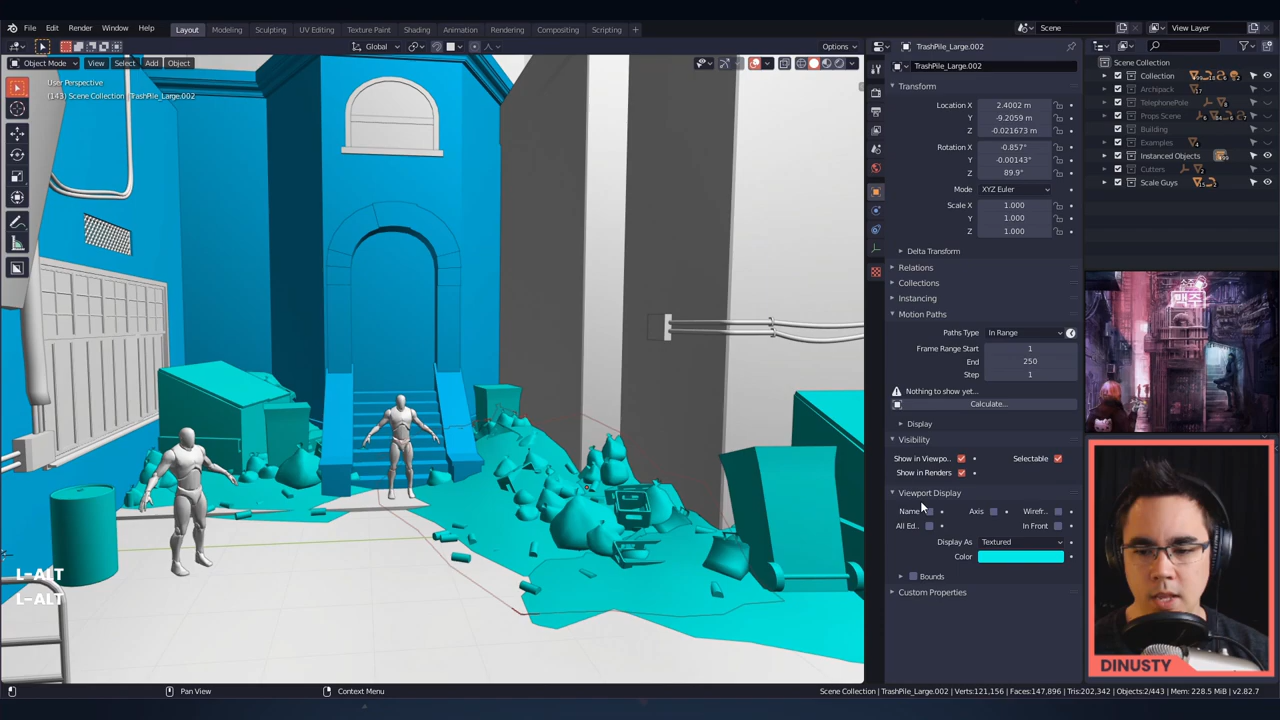 File Edit Render Window Help
Layout Modeling Sculpting UV Editing Texture Paint Shading Animation Rendering Compositing Scripting +
Scene
View Layer
Global
Options
Object Mode View Select Add Object
User Perspective
(143) Scene Collection | TrashPile_Large.002
L-ALT
L-ALT
TrashPile_Large.002
TrashPile_Large.002
Transform
Location X 2.4002 m
Y -9.2059 m
Z -0.021673 m
Rotation X -0.857°
Y -0.00143°
Z 89.9°
Mode XYZ Euler
Scale X 1.000
Y 1.000
Z 1.000
Delta Transform
Relations
Collections
Instancing
Motion Paths
Paths Type In Range
Frame Range Start 1
End 250
Step 1
Nothing to show yet...
Calculate...
Display
Visibility
Show in Viewpo.. Selectable
Show in Renders
Viewport Display
Name Axis Wirefr..
All Ed.. In Front
Display As Textured
Color
Bounds
Custom Properties
Scene Collection
Collection
Archipack
TelephonePole
Props Scene
Building
Examples
Instanced Objects
Cutters
Scale Guys
맥주
DINUSTY
Pan View
Context Menu
Scene Collection | TrashPile_Large.002 | Verts:121,156 | Faces:147,896 | Tris:202,342 | Objects:2/443 | Mem: 228.5 MiB | v2.82.7